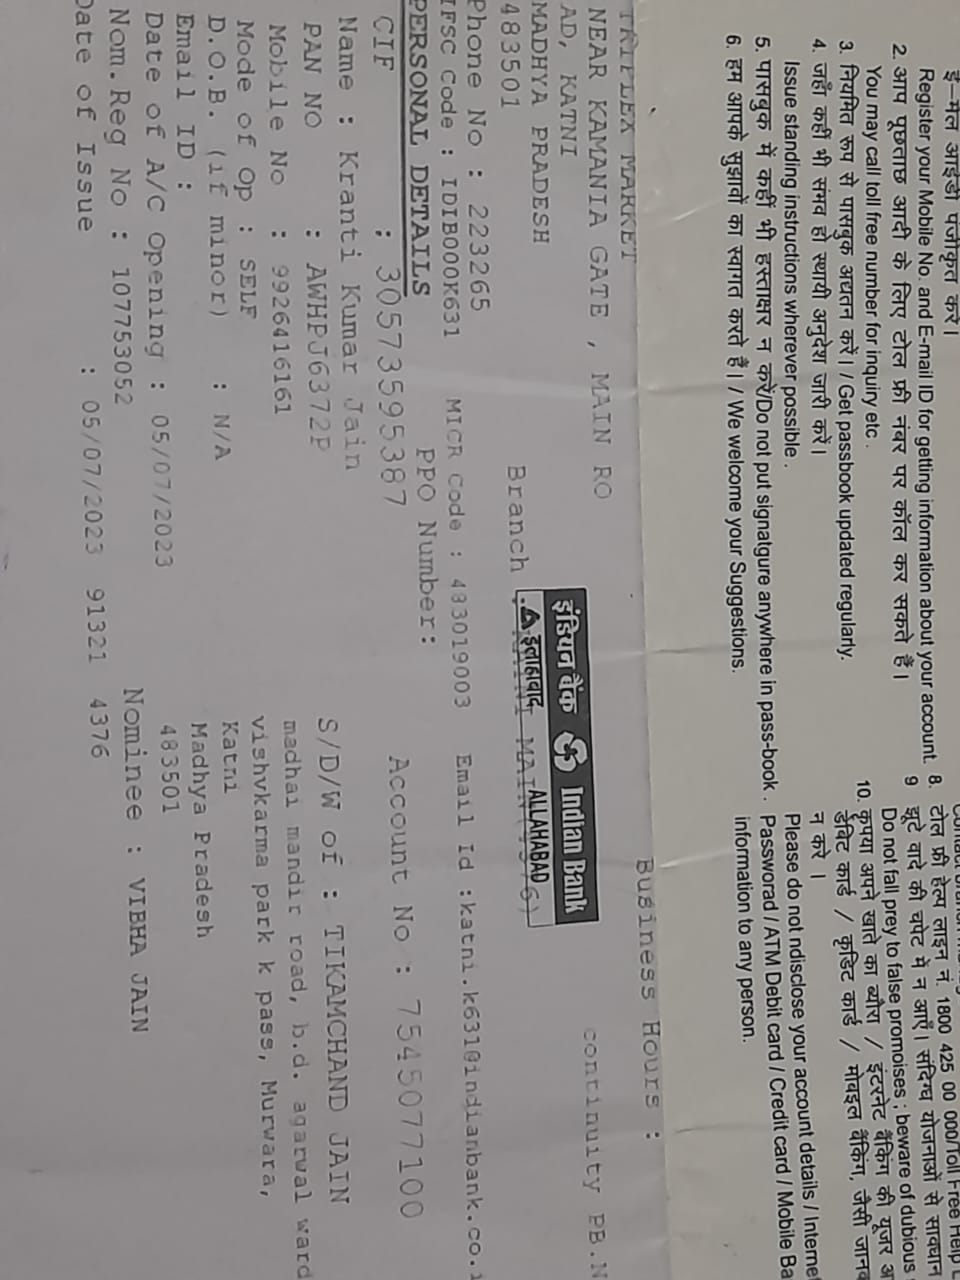 ई-मेल आईडी पंजीकृत करें।
Register your Mobile No. and E-mail ID for getting information about your account.
2. आप पूछताछ आदी के लिए टोल फ्री नंबर पर कॉल कर सकते हैं।
You may call toll free number for inquiry etc.
3. नियमित रूप से पासबुक अद्यतन करें। / Get passbook updated regularly.
4. जहाँ कहीं भी संभव हो स्थायी अनुदेश जारी करें।
Issue standing instructions wherever possible.
5. पासबुक में कहीं भी हस्ताक्षर न करें/Do not put signatgure anywhere in pass-book.
6. हम आपके सुझावों का स्वागत करते हैं। / We welcome your Suggestions.
8. टोल फ्री हेल्प लाइन नं. 1800 425 00 000/Toll Free Help
9 झूटे वादे की चपेट में न आएँ। संदिग्ध योजनाओं से सावधान
Do not fall prey to false promoises ; beware of dubious
10. कृपया अपने खाते का ब्यौरा / इंटरनेट बैंकिंग की यूजर
डेबिट कार्ड / कृडिट कार्ड / मोबइल बैंकिंग, जैसी
न करे ।
Please do not ndisclose your account details /
Passworad / ATM Debit card / Credit card / Mobile
information to any person.
TRIPLEX MARKET Business Hours :
NEAR KAMANIA GATE , MAIN RO continuity PB.N
AD, KATNI
MADHYA PRADESH
483501 Branch :
इंडियन बैंक Indian Bank
इलाहाबाद ALLAHABAD
Phone No : 223265
IFSC Code : IDIB000K631 MICR Code : 483019003 Email Id :katni.k631@indianbank.co.
PERSONAL DETAILS PPO Number:
CIF : 30573595387 Account No : 7545077100
Name : Kranti Kumar Jain S/D/W of : TIKAMCHAND JAIN
PAN NO : AWHPJ6372P madhai mandir road, b.d. agarwal ward
Mobile No : 9926416161 vishvkarma park k pass, Murwara,
Mode of Op : SELF Katni
D.O.B. (if minor) : N/A Madhya Pradesh
Email ID : 483501
Date of A/C Opening : 05/07/2023
Nom.Reg No : 107753052 Nominee : VIBHA JAIN
Date of Issue : 05/07/2023 91321 4376